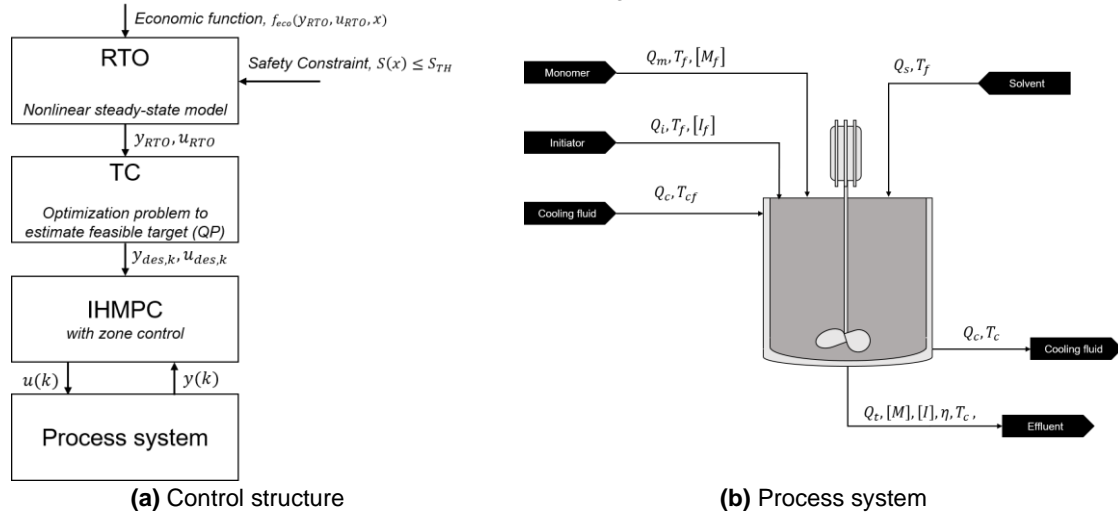 Economic function, f_eco(y_RTO, u_RTO, x)
RTO
Nonlinear steady-state model
Safety Constraint, S(x) ≤ S_TH
y_RTO, u_RTO
TC
Optimization problem to
estimate feasible target (QP)
y_des,k, u_des,k
IHMPC
with zone control
u(k)
y(k)
Process system
(a) Control structure
Monomer
Q_m, T_f, [M_f]
Q_s, T_f
Solvent
Initiator
Q_i, T_f, [I_f]
Cooling fluid
Q_c, T_cf
Q_c, T_c
Cooling fluid
Q_t, [M], [I], η, T_c ,
Effluent
(b) Process system